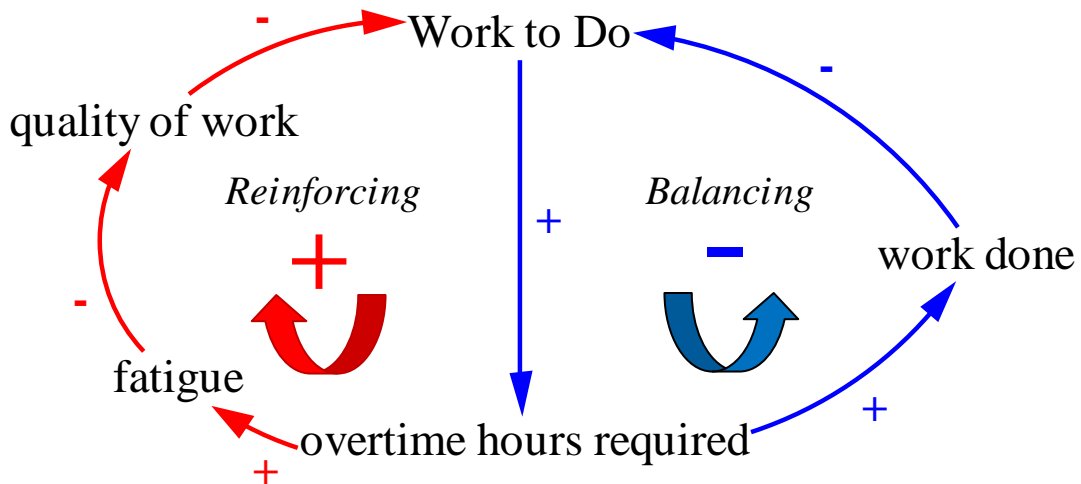 -
Work to Do
-
quality of work
Reinforcing
Balancing
+
+
-
work done
-
fatigue
+
overtime hours required
+